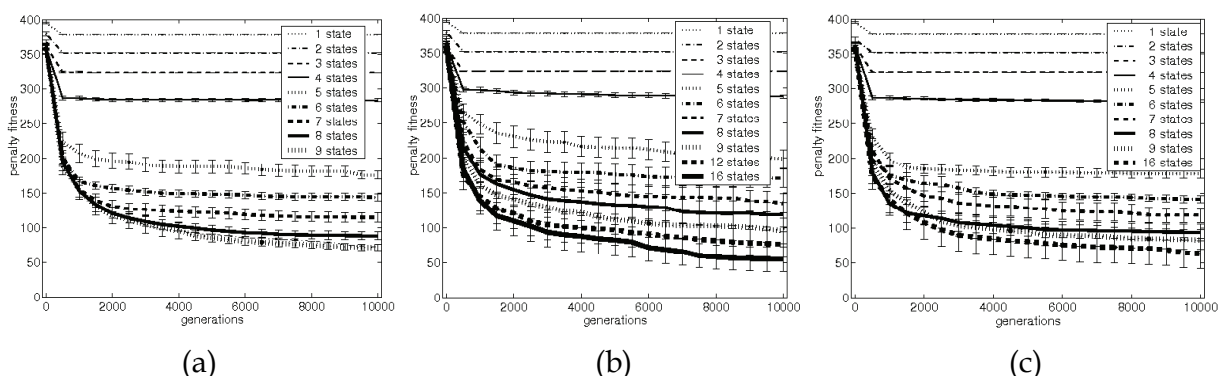 400
350
300
250
200
150
100
50
0
penalty fitness
0 2000 4000 6000 8000 10000
generations
1 state
2 states
3 states
4 states
5 states
6 states
7 states
8 states
9 states
(a)
400
350
300
250
200
150
100
50
0
penalty fitness
0 2000 4000 6000 8000 10000
generations
1 state
2 states
3 states
4 states
5 states
6 states
7 states
8 states
9 states
12 states
16 states
(b)
400
350
300
250
200
150
100
50
0
penalty fitness
0 2000 4000 6000 8000 10000
generations
1 state
2 states
3 states
4 states
5 states
6 states
7 states
8 states
9 states
16 states
(c)